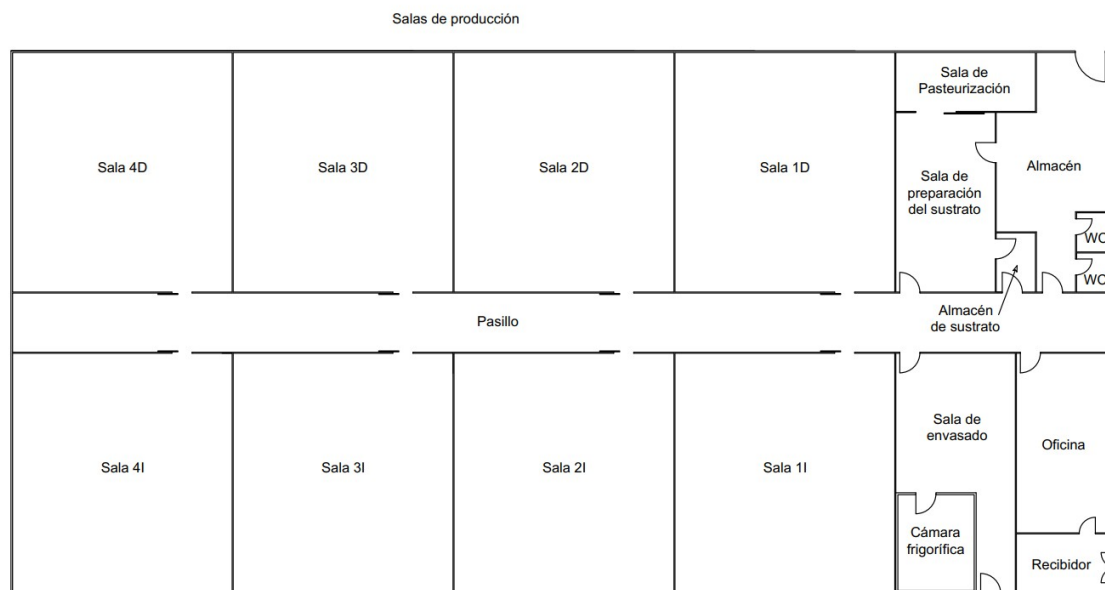 Salas de producción
Sala de
Pasteurización
Sala 4D
Sala 3D
Sala 2D
Sala 1D
Sala de
preparación
del sustrato
Almacén
WC
WC
Pasillo
Almacén
de sustrato
Sala 4I
Sala 3I
Sala 2I
Sala 1I
Sala de
envasado
Oficina
Cámara
frigorífica
Recibidor